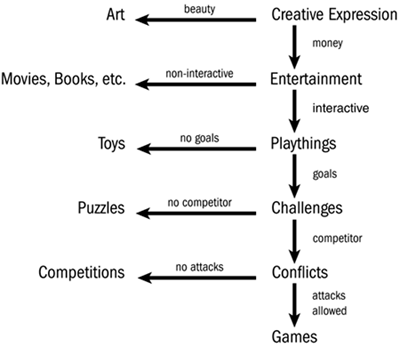 Art
beauty
Creative Expression
money
Movies, Books, etc.
non-interactive
Entertainment
interactive
Toys
no goals
Playthings
goals
Puzzles
no competitor
Challenges
competitor
Competitions
no attacks
Conflicts
attacks
allowed
Games